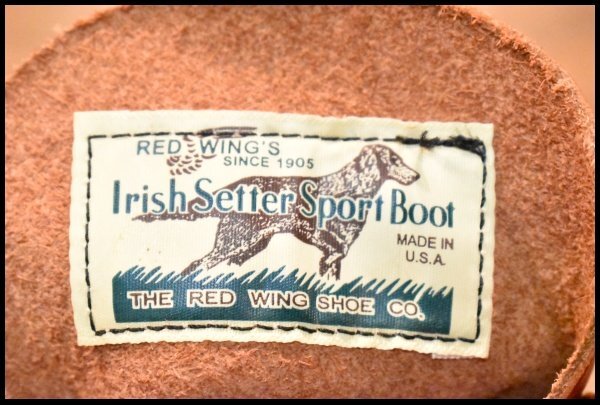 RED WING'S
SINCE 1905
Irish Setter Sport Boot
MADE IN
U.S.A.
THE RED WING SHOE CO.